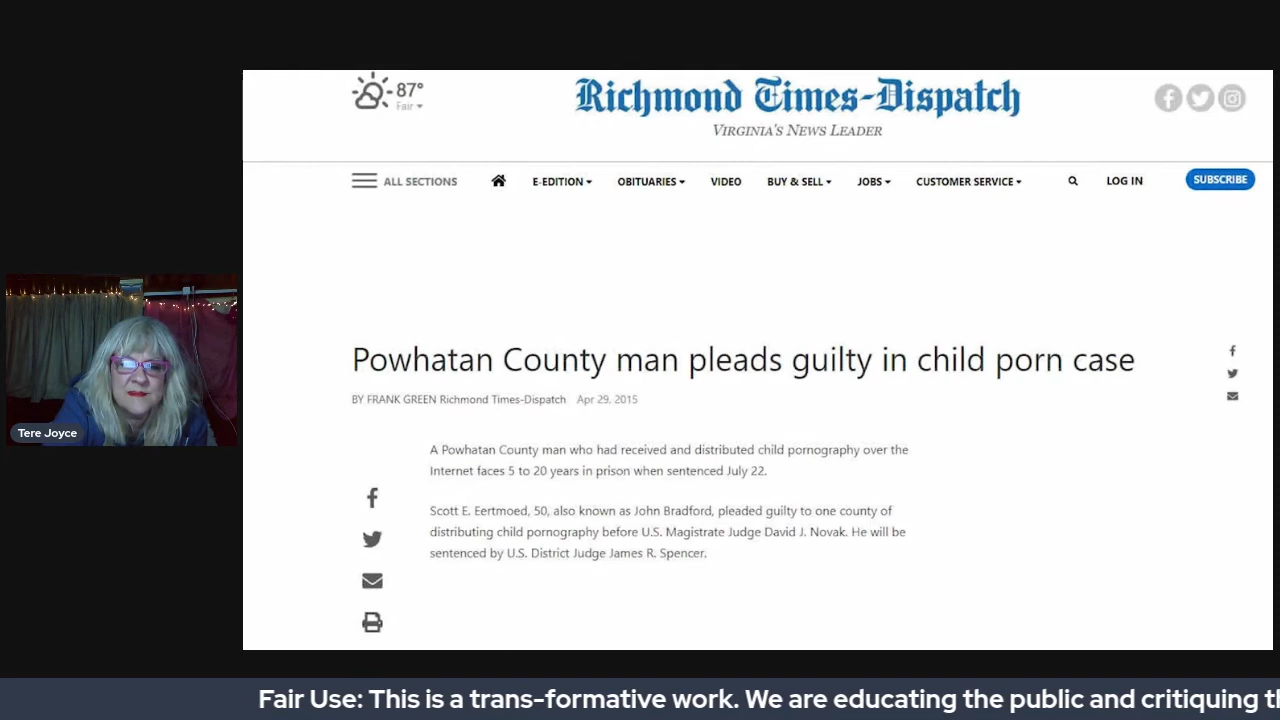 87°
Fair
Richmond Times-Dispatch
VIRGINIA'S NEWS LEADER
ALL SECTIONS
E-EDITION
OBITUARIES
VIDEO
BUY & SELL
JOBS
CUSTOMER SERVICE
LOG IN
SUBSCRIBE
Powhatan County man pleads guilty in child porn case
BY FRANK GREEN Richmond Times-Dispatch Apr 29, 2015
A Powhatan County man who had received and distributed child pornography over the
Internet faces 5 to 20 years in prison when sentenced July 22.
Scott E. Eertmoed, 50, also known as John Bradford, pleaded guilty to one county of
distributing child pornography before U.S. Magistrate Judge David J. Novak. He will be
sentenced by U.S. District Judge James R. Spencer.
Tere Joyce
Fair Use: This is a trans-formative work. We are educating the public and critiquing t